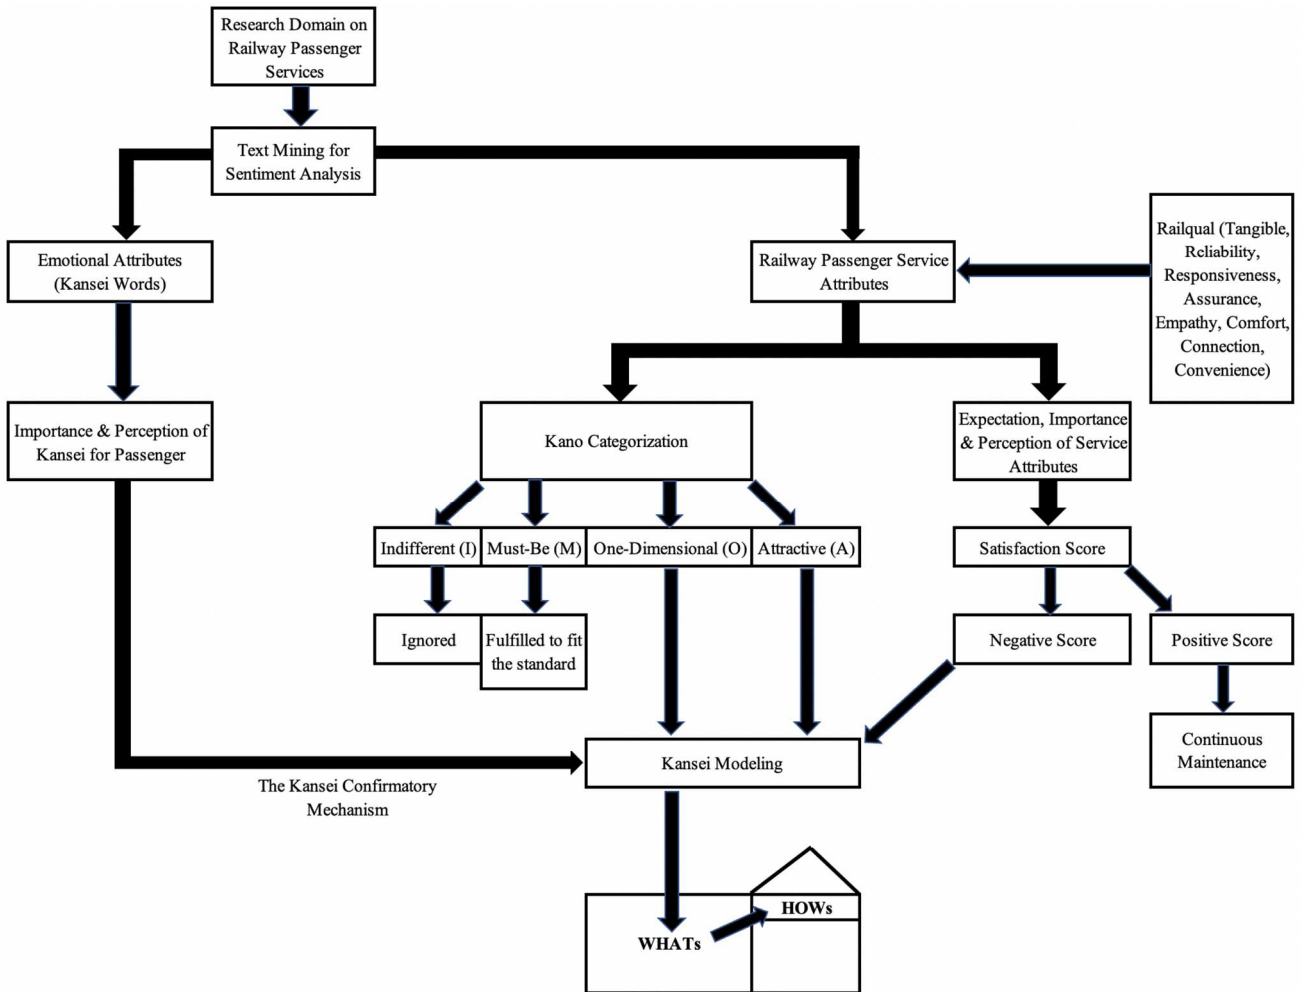 Research Domain on
Railway Passenger
Services
Text Mining for
Sentiment Analysis
Emotional Attributes
(Kansei Words)
Railway Passenger Service
Attributes
Railqual (Tangible,
Reliability,
Responsiveness,
Assurance,
Empathy, Comfort,
Connection,
Convenience)
Importance & Perception of
Kansei for Passenger
Kano Categorization
Expectation, Importance
& Perception of Service
Attributes
Indifferent (I)
Must-Be (M)
One-Dimensional (O)
Attractive (A)
Satisfaction Score
Ignored
Fulfilled to fit
the standard
Negative Score
Positive Score
Kansei Modeling
Continuous
Maintenance
The Kansei Confirmatory
Mechanism
HOWs
WHATs